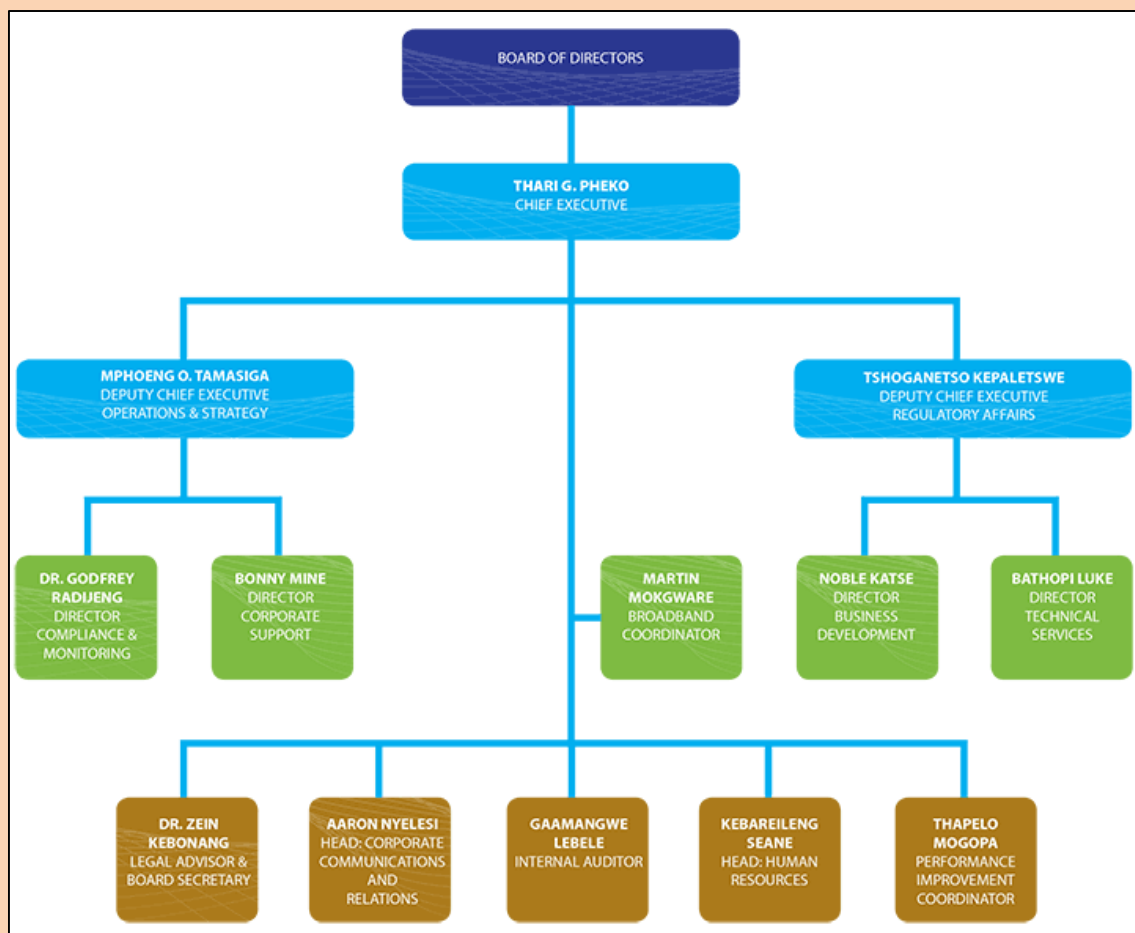 BOARD OF DIRECTORS
THARI G. PHEKO
CHIEF EXECUTIVE
MPHOENG O. TAMASIGA
DEPUTY CHIEF EXECUTIVE
OPERATIONS & STRATEGY
TSHOGANETSO KEPALETSWE
DEPUTY CHIEF EXECUTIVE
REGULATORY AFFAIRS
DR. GODFREY
RADIJENG
DIRECTOR
COMPLIANCE &
MONITORING
BONNY MINE
DIRECTOR
CORPORATE
SUPPORT
MARTIN
MOKGWARE
BROADBAND
COORDINATOR
NOBLE KATSE
DIRECTOR
BUSINESS
DEVELOPMENT
BATHOPI LUKE
DIRECTOR
TECHNICAL
SERVICES
DR. ZEIN
KEBONANG
LEGAL ADVISOR &
BOARD SECRETARY
AARON NYELESI
HEAD: CORPORATE
COMMUNICATIONS
AND
RELATIONS
GAAMANGWE
LEBELE
INTERNAL AUDITOR
KEBAREILENG
SEANE
HEAD: HUMAN
RESOURCES
THAPELO
MOGOPA
PERFORMANCE
IMPROVEMENT
COORDINATOR